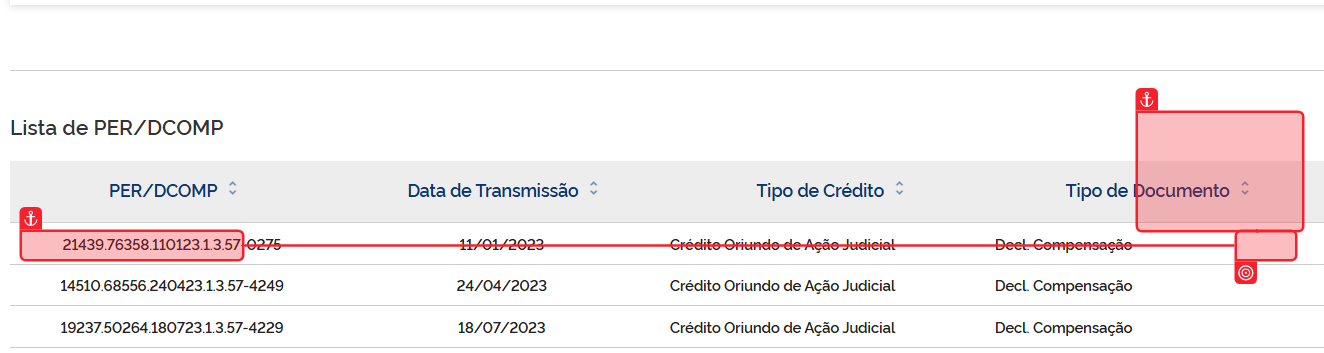 Lista de PER/DCOMP
PER/DCOMP Data de Transmissão Tipo de Crédito Tipo de Documento
21439.76358.110123.1.3.57-0275 11/01/2023 Crédito Oriundo de Ação Judicial Decl. Compensação
14510.68556.240423.1.3.57-4249 24/04/2023 Crédito Oriundo de Ação Judicial Decl. Compensação
19237.50264.180723.1.3.57-4229 18/07/2023 Crédito Oriundo de Ação Judicial Decl. Compensação